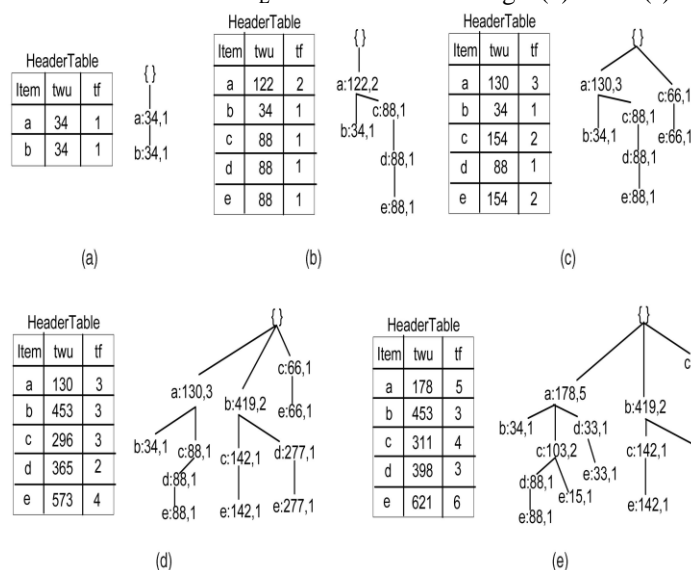 HeaderTable
Item twu tf
a 34 1
b 34 1
{}
a:34,1
b:34,1
(a)
HeaderTable
Item twu tf
a 122 2
b 34 1
c 88 1
d 88 1
e 88 1
{}
a:122,2
c:88,1
b:34,1
d:88,1
e:88,1
(b)
HeaderTable
Item twu tf
a 130 3
b 34 1
c 154 2
d 88 1
e 154 2
{}
a:130,3
c:66,1
c:88,1
b:34,1 e:66,1
d:88,1
e:88,1
(c)
HeaderTable
Item twu tf
a 130 3
b 453 3
c 296 3
d 365 2
e 573 4
{}
c:66,1
a:130,3
b:419,2 e:66,1
b:34,1 c:88,1 c:142,1 d:277,1
d:88,1
e:88,1 e:142,1 e:277,1
(d)
HeaderTable
Item twu tf
a 178 5
b 453 3
c 311 4
d 398 3
e 621 6
{}
c
a:178,5
b:419,2
b:34,1 d:33,1
c:103,2 c:142,1
e:33,1
d:88,1
e:15,1
e:88,1 e:142,1
(e)